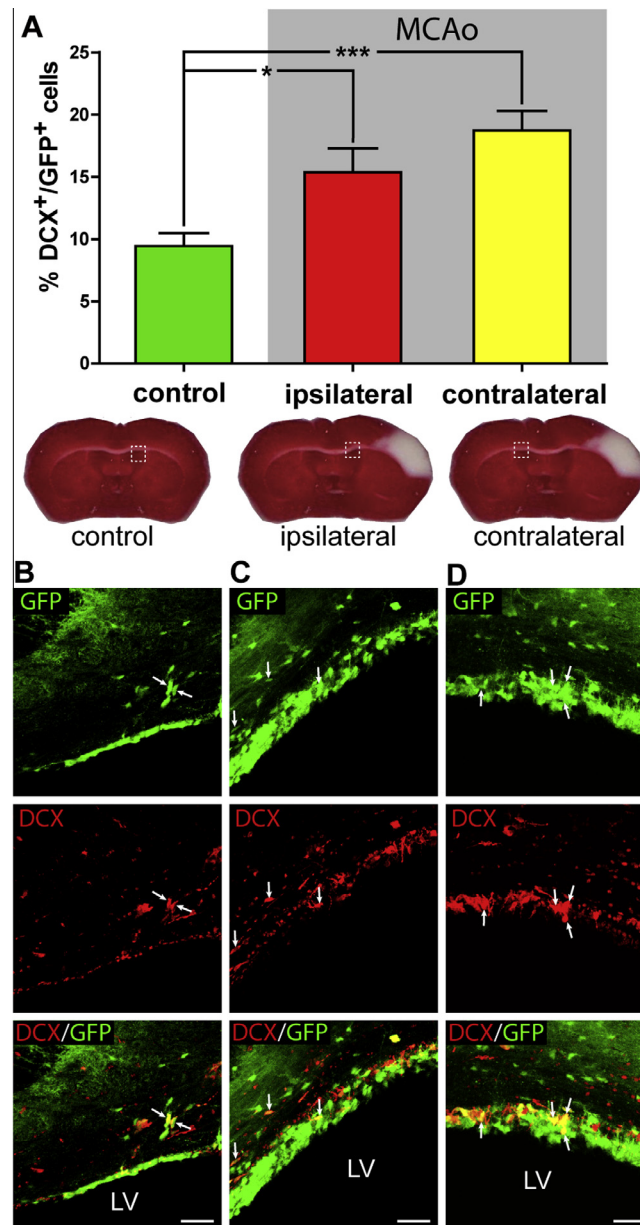 A
MCAo
% DCX+/GFP+ cells
25
20
15
10
5
0
***
*
control ipsilateral contralateral
control ipsilateral contralateral
B C D
GFP GFP GFP
DCX DCX DCX
DCX/GFP DCX/GFP DCX/GFP
LV LV LV